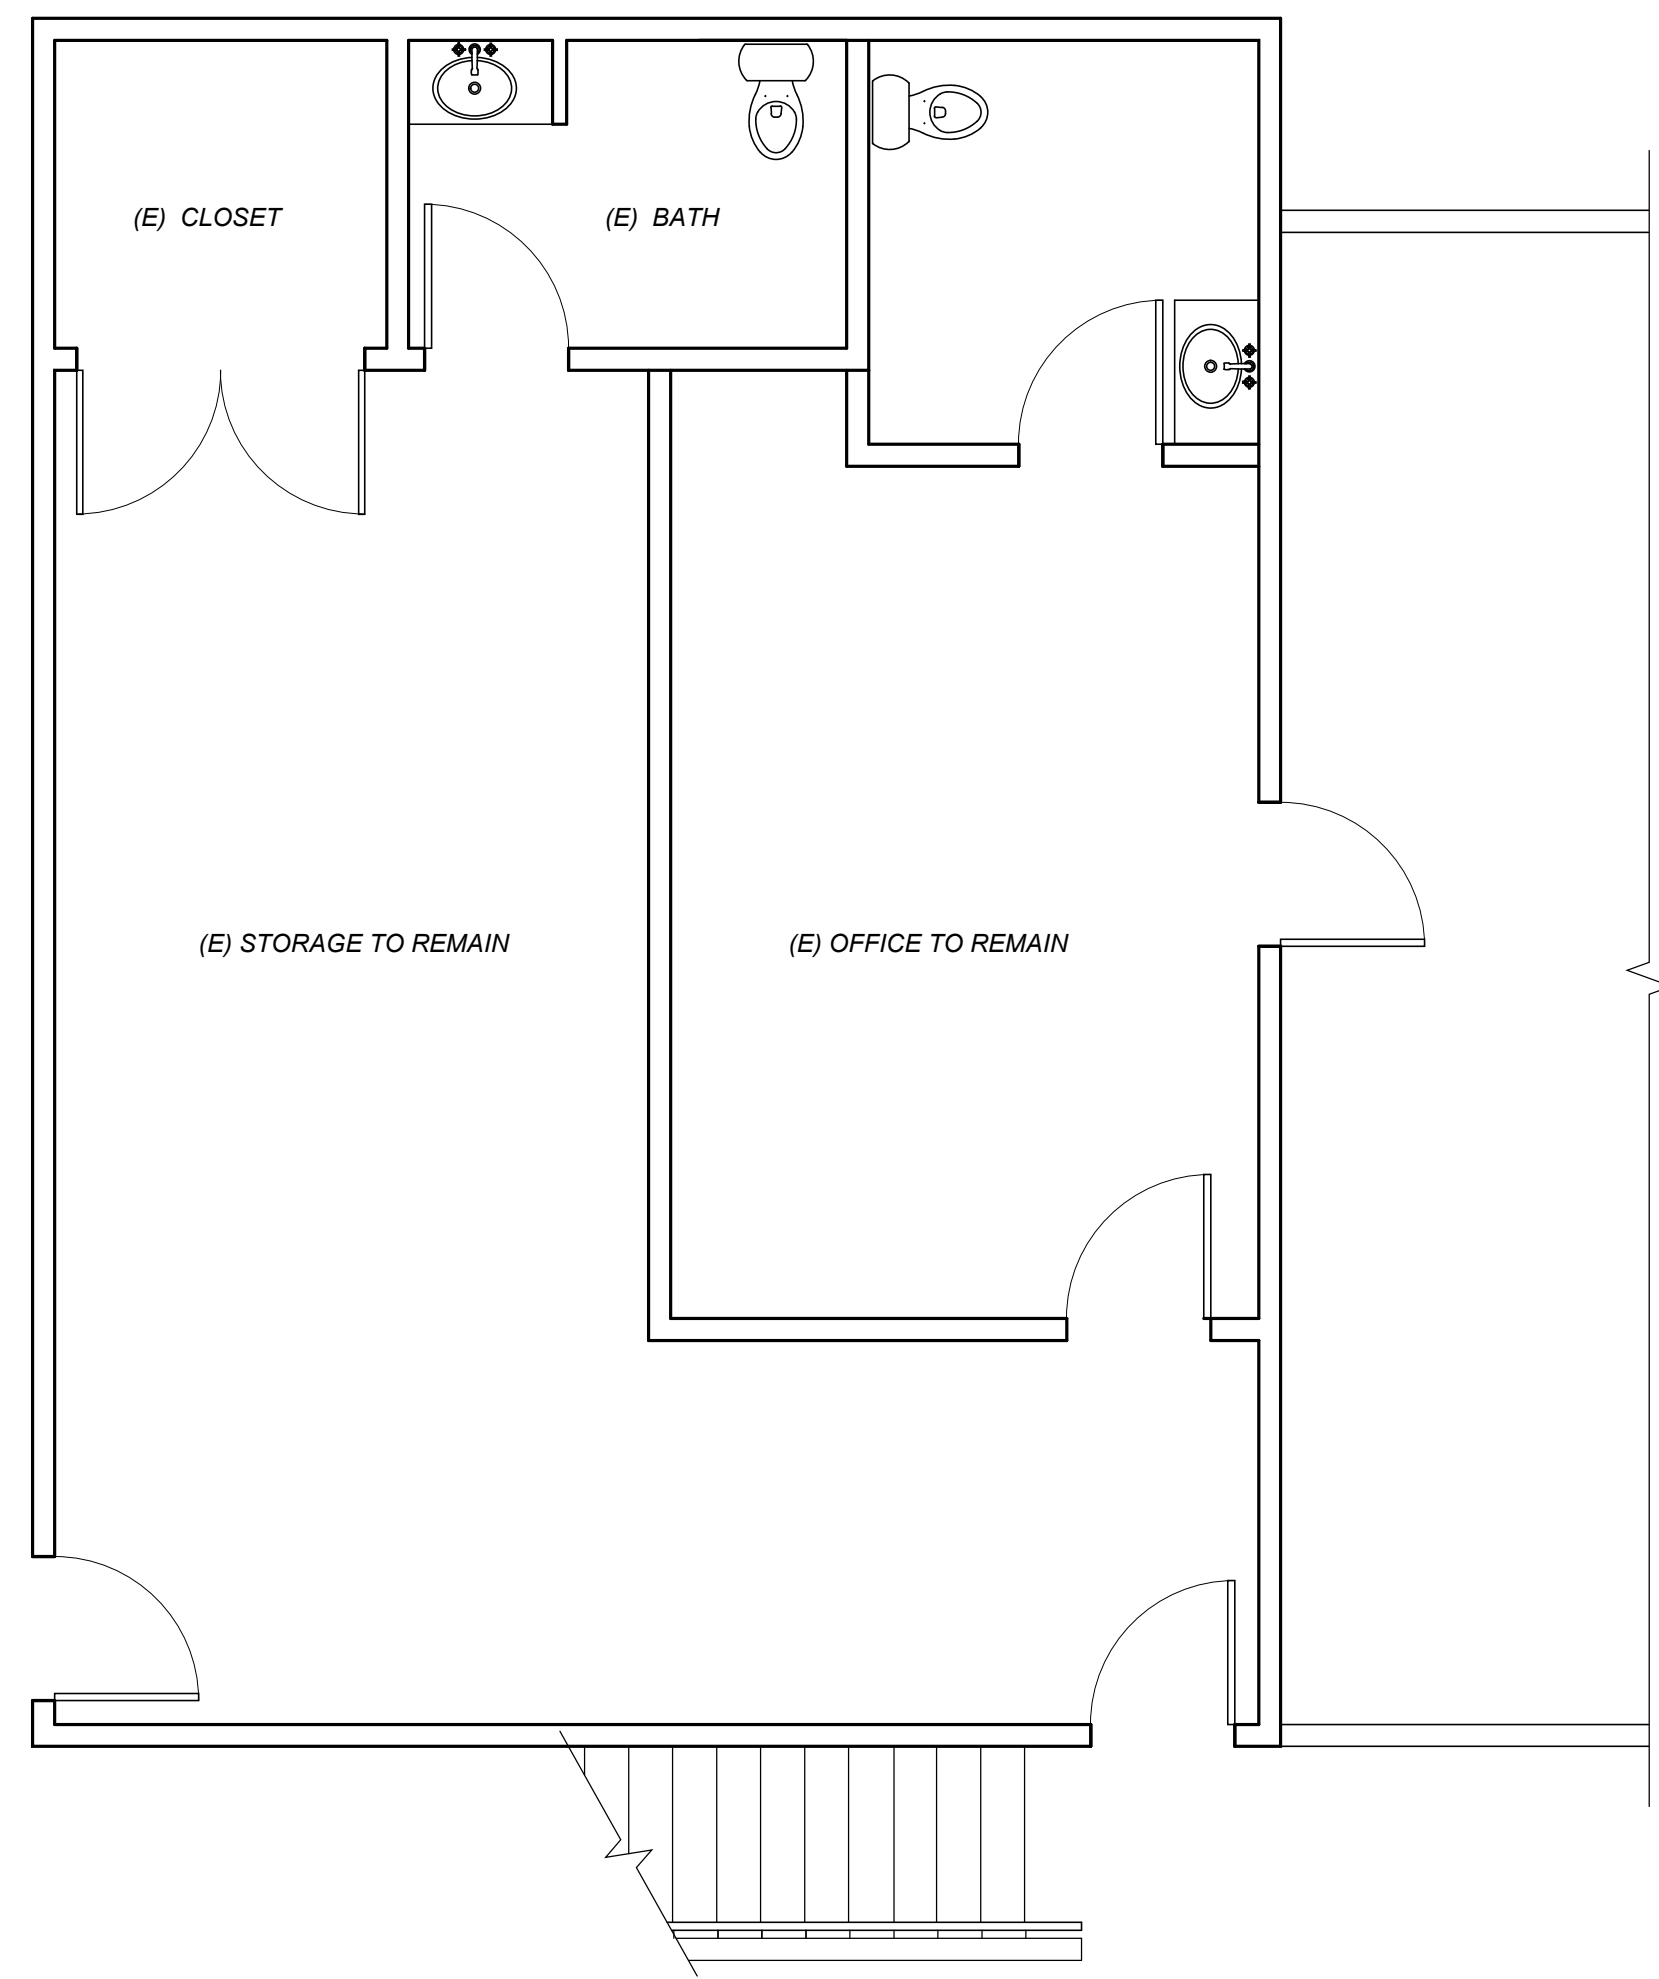 (E) CLOSET
(E) BATH
(E) STORAGE TO REMAIN
(E) OFFICE TO REMAIN